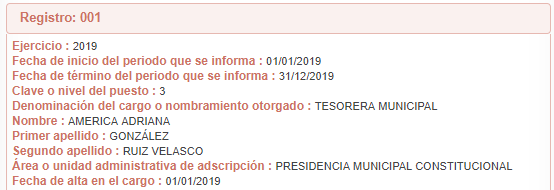 Registro: 001
Ejercicio : 2019
Fecha de inicio del periodo que se informa : 01/01/2019
Fecha de término del periodo que se informa : 31/12/2019
Clave o nivel del puesto : 3
Denominación del cargo o nombramiento otorgado : TESORERA MUNICIPAL
Nombre : AMERICA ADRIANA
Primer apellido : GONZÁLEZ
Segundo apellido : RUIZ VELASCO
Área o unidad administrativa de adscripción : PRESIDENCIA MUNICIPAL CONSTITUCIONAL
Fecha de alta en el cargo : 01/01/2019